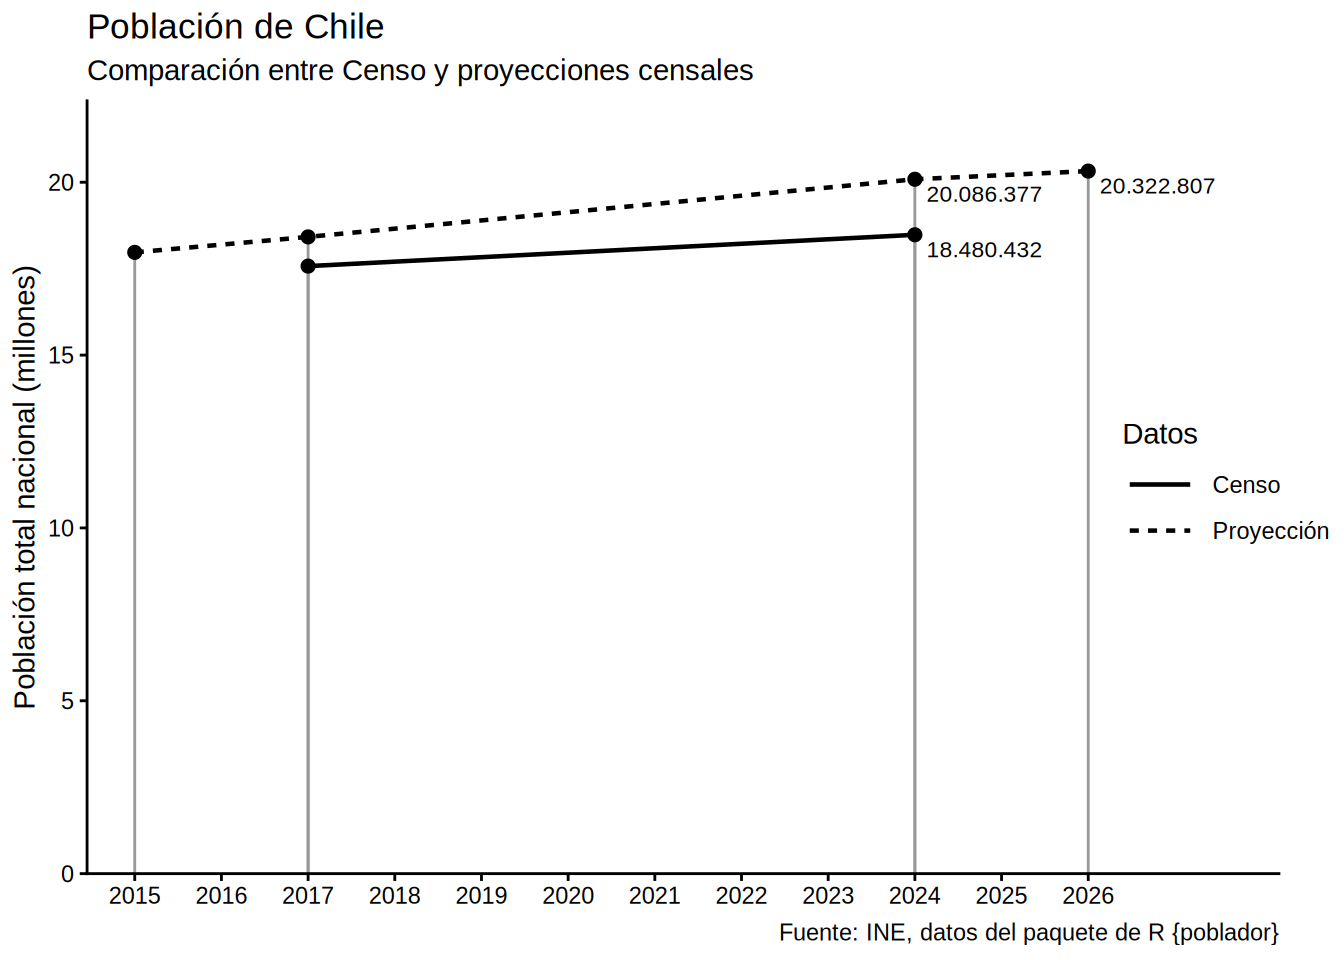 Población de Chile
Comparación entre Censo y proyecciones censales
Población total nacional (millones)
20
15
10
5
0
20.086.377
20.322.807
18.480.432
Datos
Censo
Proyección
2015 2016 2017 2018 2019 2020 2021 2022 2023 2024 2025 2026
Fuente: INE, datos del paquete de R {poblador}